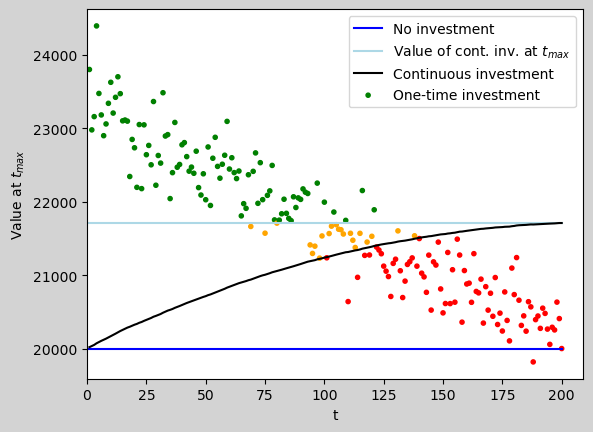 No investment
Value of cont. inv. at t_max
Continuous investment
One-time investment
Value at t_max
24000
23000
22000
21000
20000
0 25 50 75 100 125 150 175 200
t